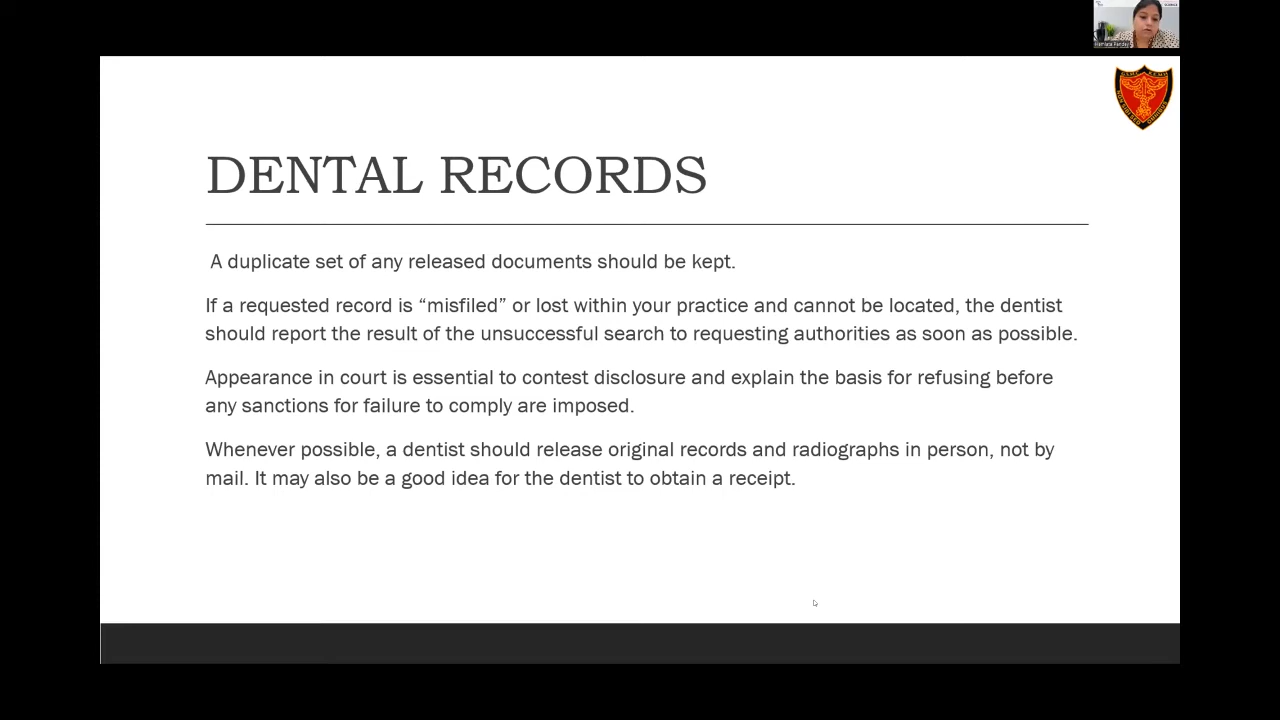 Hemlata Pandey
DENTAL RECORDS
A duplicate set of any released documents should be kept.
If a requested record is “misfiled” or lost within your practice and cannot be located, the dentist
should report the result of the unsuccessful search to requesting authorities as soon as possible.
Appearance in court is essential to contest disclosure and explain the basis for refusing before
any sanctions for failure to comply are imposed.
Whenever possible, a dentist should release original records and radiographs in person, not by
mail. It may also be a good idea for the dentist to obtain a receipt.